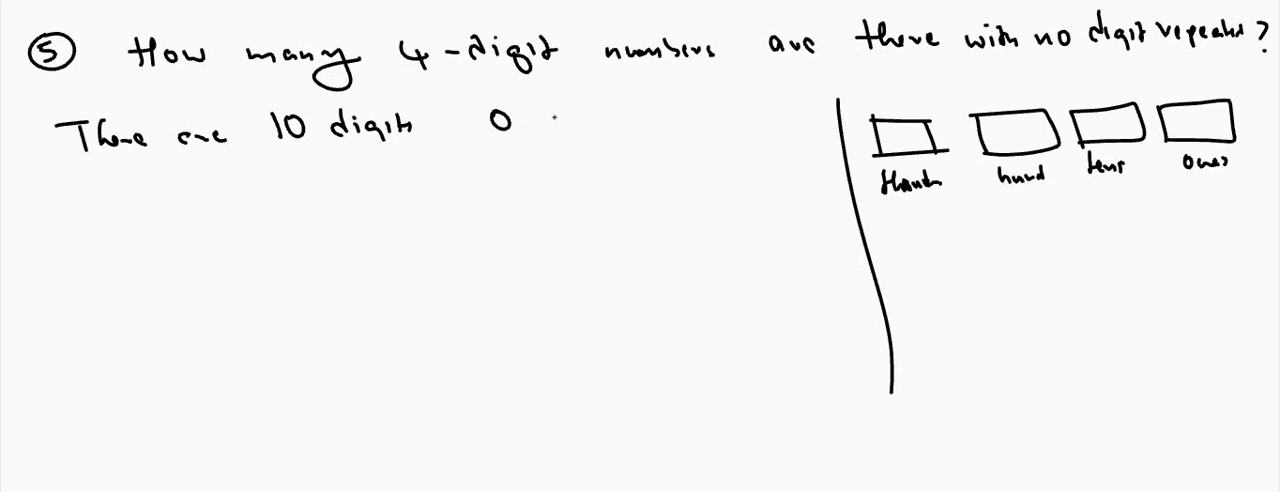 ⑤ How many 4-digit numbers are there with no digit repeated?
There are 10 digits 0
hund tens ones